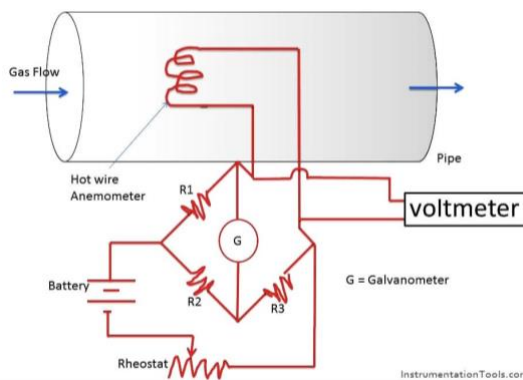 Gas Flow
Pipe
Hot wire
Anemometer
R1
voltmeter
G
G = Galvanometer
R2
R3
Battery
Rheostat
InstrumentationTools.com